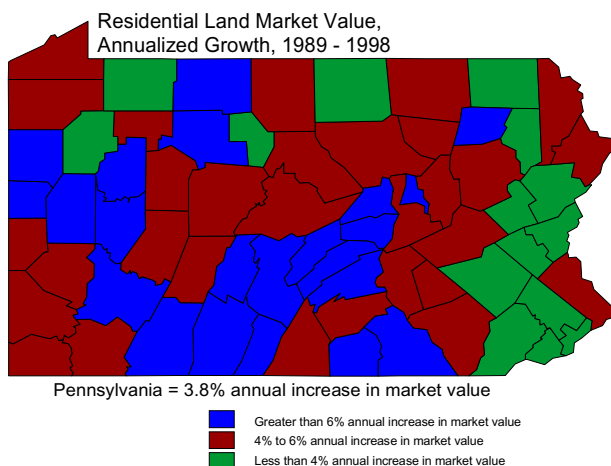 Residential Land Market Value,
Annualized Growth, 1989 - 1998
Pennsylvania = 3.8% annual increase in market value
Greater than 6% annual increase in market value
4% to 6% annual increase in market value
Less than 4% annual increase in market value